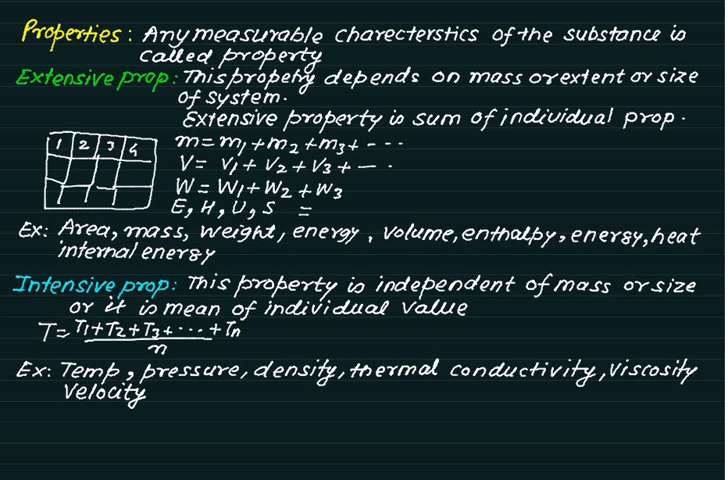 Properties: Any measurable charecterstics of the substance is
called property
Extensive prop: This property depends on mass or extent or size
of system.
Extensive property is sum of individual prop.
1 2 3 4
m = m1 + m2 + m3 + - - -
V = V1 + V2 + V3 + - - ·
W = W1 + W2 + W3
E, H, U, S =
Ex: Area, mass, weight, energy, volume, enthalpy, energy, heat
internal energy
Intensive prop: This property is independent of mass or size
or it is mean of individual value
T = T1 + T2 + T3 + ··· + Tn
n
Ex: Temp, pressure, density, thermal conductivity, viscosity
velocity